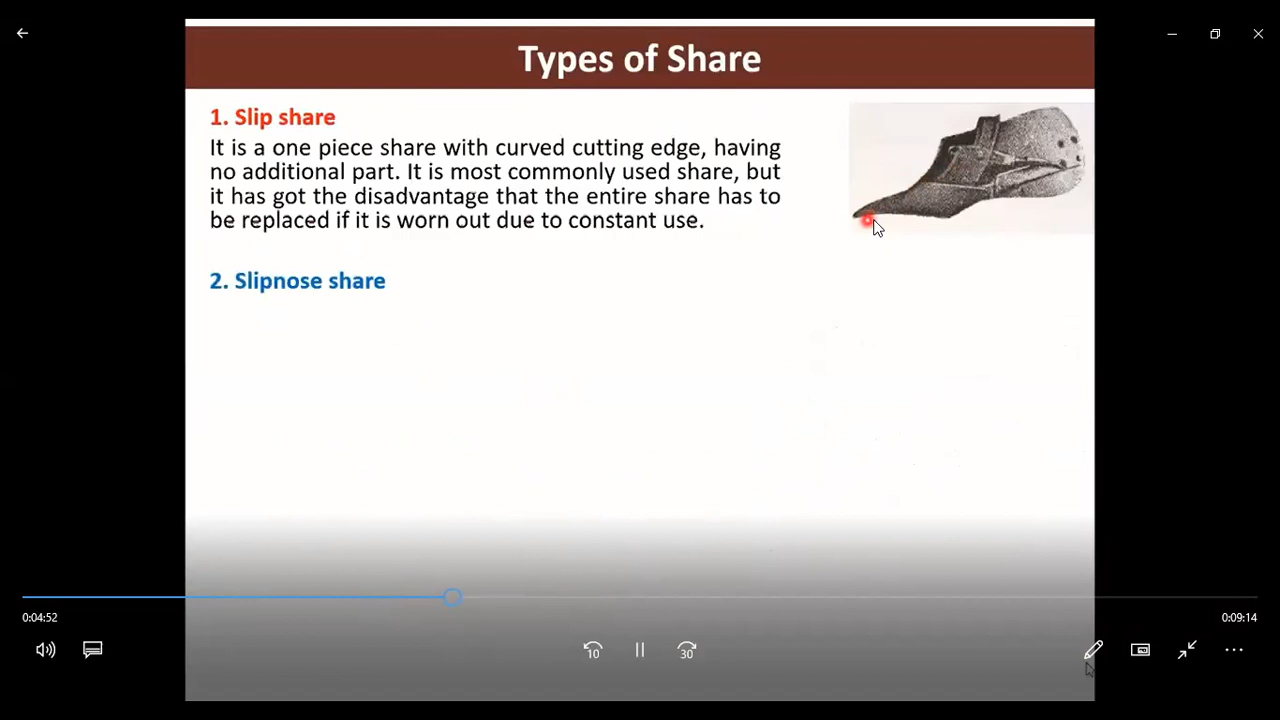 Types of Share
1. Slip share
It is a one piece share with curved cutting edge, having
no additional part. It is most commonly used share, but
it has got the disadvantage that the entire share has to
be replaced if it is worn out due to constant use.
2. Slipnose share
0:04:52
0:09:14
10
30